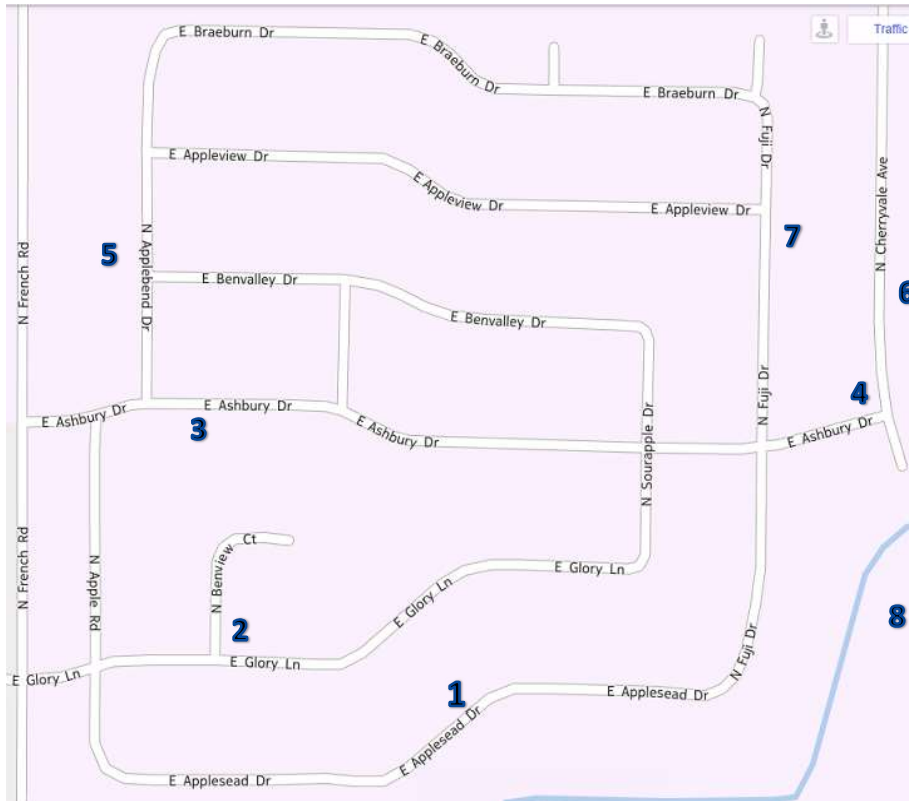 E Braeburn Dr
E Braeburn Dr
E Braeburn Dr
Traffic
N Fuji Dr
E Appleview Dr
E Appleview Dr
E Appleview Dr
N Cherryvale Ave
7
5
N French Rd
N Applebend Dr
E Benvalley Dr
6
E Benvalley Dr
N Fuji Dr
4
E Ashbury Dr
E Ashbury Dr
3
E Ashbury Dr
E Ashbury Dr
N Sourapple Dr
N French Rd
N Apple Rd
N Benview Ct
E Glory Ln
E Glory Ln
8
2
E Glory Ln
E Glory Ln
N Fuji Dr
1
E Applesead Dr
E Applesead Dr
E Applesead Dr